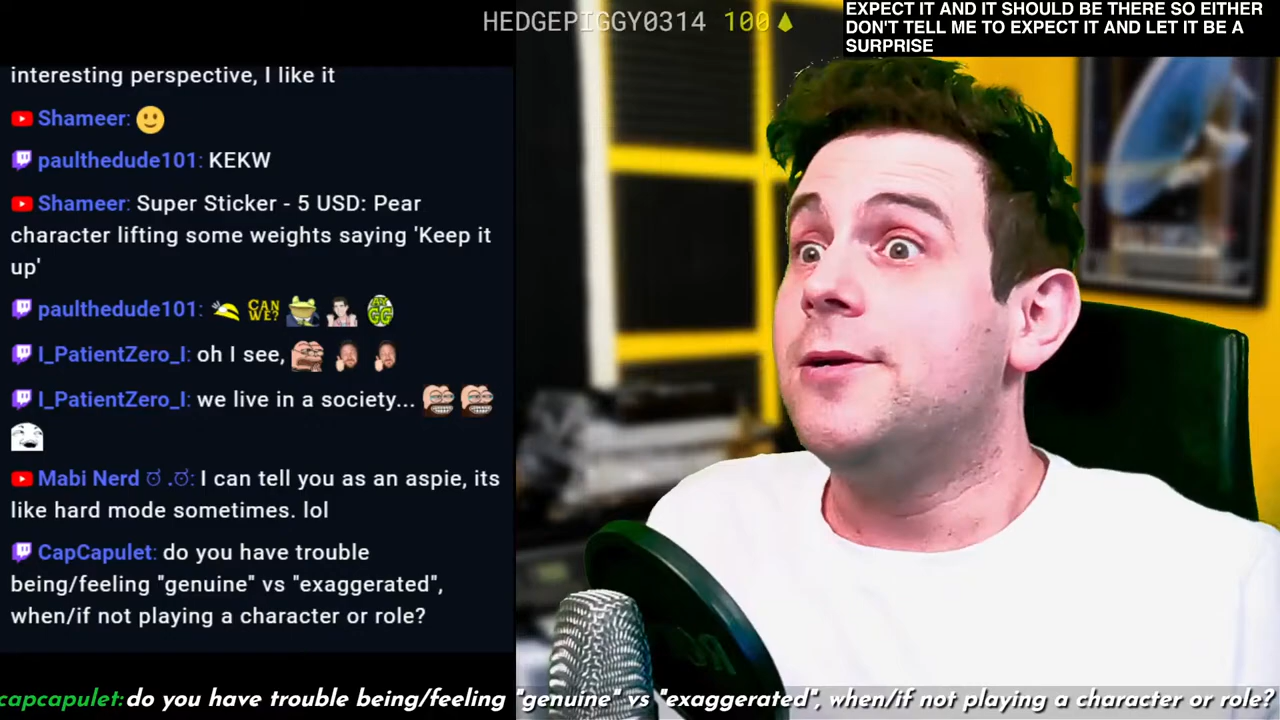 HEDGEPIGGY0314 100
EXPECT IT AND IT SHOULD BE THERE SO EITHER
DON'T TELL ME TO EXPECT IT AND LET IT BE A
SURPRISE
interesting perspective, I like it
Shameer:
paulthedude101: KEKW
Shameer: Super Sticker - 5 USD: Pear
character lifting some weights saying 'Keep it
up'
paulthedude101: CAN WE? GG
I_PatientZero_I: oh I see,
I_PatientZero_I: we live in a society...
Mabi Nerd ಠ .ಠ: I can tell you as an aspie, its
like hard mode sometimes. lol
CapCapulet: do you have trouble
being/feeling "genuine" vs "exaggerated",
when/if not playing a character or role?
capcapulet: do you have trouble being/feeling "genuine" vs "exaggerated", when/if not playing a character or role?